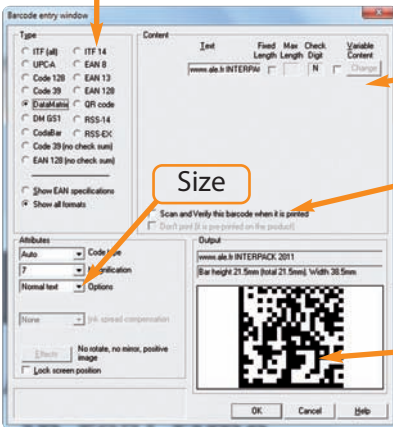 Barcode entry window
Type
ITF (all) ITF 14
UPC-A EAN 8
Code 128 EAN 13
Code 39 EAN 128
DataMatrix QR code
DM GS1 RSS-14
CodaBar RSS-EX
Code 39 (no check sum)
EAN 128 (no check sum)
Show EAN specifications
Show all formats
Content
Text Fixed Length Max Length Check Digit Variable Content
www.ale.fr INTERPA N Change
Size
Scan and Verify this barcode when it is printed
Don't print (it is pre-printed on the product)
Attributes
Auto Code type
7 Magnification
Normal text Options
None Ink spread compensation
Effects No rotate, no mirror, positive image
Lock screen position
Output
www.ale.fr INTERPACK 2011
Bar height 21.5mm (total 21.5mm). Width 38.5mm
OK Cancel Help